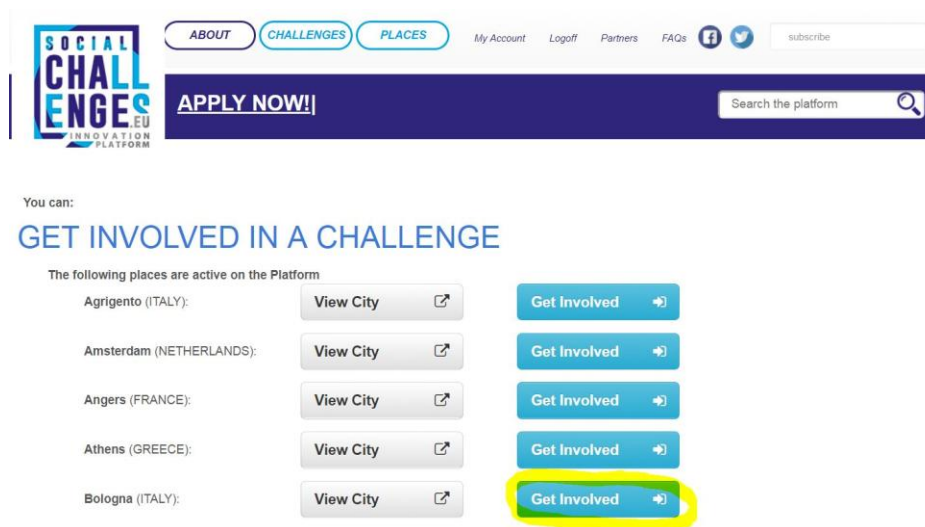 SOCIAL
CHALL
ENGES.EU
INNOVATION
PLATFORM
ABOUT CHALLENGES PLACES My Account Logoff Partners FAQs subscribe
APPLY NOW!| Search the platform
You can:
GET INVOLVED IN A CHALLENGE
The following places are active on the Platform
Agrigento (ITALY): View City Get Involved
Amsterdam (NETHERLANDS): View City Get Involved
Angers (FRANCE): View City Get Involved
Athens (GREECE): View City Get Involved
Bologna (ITALY): View City Get Involved